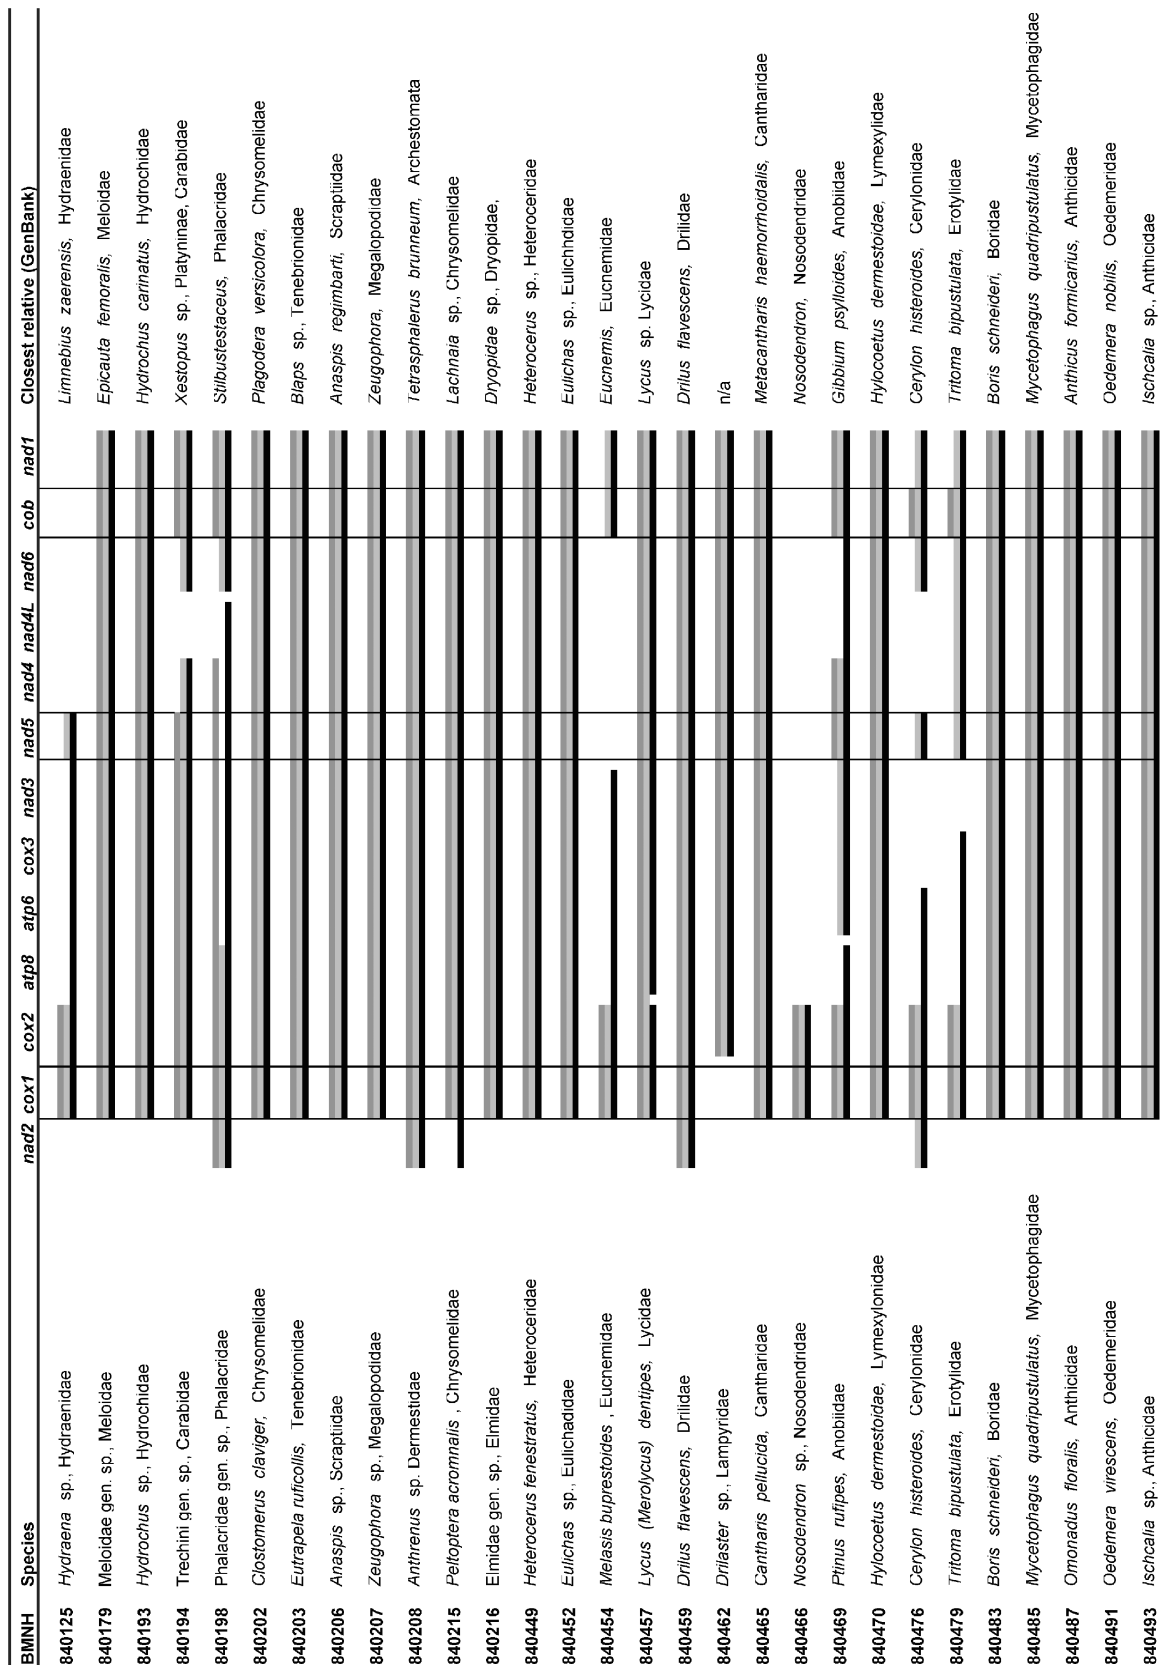 BMNH Species nad2 cox1 cox2 atp8 atp6 cox3 nad3 nad5 nad4 nad4L nad6 cob nad1 Closest relative (GenBank)
840125 Hydraena sp., Hydraenidae Limnebius zaerensis, Hydraenidae
840179 Meloidae gen. sp., Meloidae Epicauta femoralis, Meloidae
840193 Hydrochus sp., Hydrochidae Hydrochus carinatus, Hydrochidae
840194 Trechini gen. sp., Carabidae Xestopus sp., Platyninae, Carabidae
840198 Phalacridae gen. sp., Phalacridae Stilbustestaceus, Phalacridae
840202 Clostomerus claviger, Chrysomelidae Plagodera versicolora, Chrysomelidae
840203 Eutrapela ruficollis, Tenebrionidae Blaps sp., Tenebrionidae
840206 Anaspis sp., Scraptiidae Anaspis regimbarti, Scraptiidae
840207 Zeugophora sp., Megalopodidae Zeugophora, Megalopodidae
840208 Anthrenus sp. Dermestidae Tetrasphalerus brunneum, Archestomata
840215 Peltoptera acromnalis , Chrysomelidae Lachnaia sp., Chrysomelidae
840216 Elmidae gen. sp., Elmidae Dryopidae sp., Dryopidae,
840449 Heterocerus fenestratus, Heteroceridae Heterocerus sp., Heteroceridae
840452 Eulichas sp., Eulichadidae Eulichas sp., Eulichhdidae
840454 Melasis buprestoides , Eucnemidae Eucnemis, Eucnemidae
840457 Lycus (Merolycus) dentipes, Lycidae Lycus sp. Lycidae
840459 Drilus flavescens, Drilidae Drilus flavescens, Drilidae
840462 Drilaster sp., Lampyridae n/a
840465 Cantharis pellucida, Cantharidae Metacantharis haemorrhoidalis, Cantharidae
840466 Nosodendron sp., Nosodendridae Nosodendron, Nosodendridae
840469 Ptinus rufipes, Anobiidae Gibbium psylloides, Anobiidae
840470 Hylocoetus dermestoidae, Lymexylonidae Hylocoetus dermestoidae, Lymexylidae
840476 Cerylon histeroides, Cerylonidae Cerylon histeroides, Cerylonidae
840479 Tritoma bipustulata, Erotylidae Tritoma bipustulata, Erotylidae
840483 Boris schneideri, Boridae Boris schneideri, Boridae
840485 Mycetophagus quadripustulatus, Mycetophagidae Mycetophagus quadripustulatus, Mycetophagidae
840487 Omonadus floralis, Anthicidae Anthicus formicarius, Anthicidae
840491 Oedemera virescens, Oedemeridae Oedemera nobilis, Oedemeridae
840493 Ischcalia sp., Anthicidae Ischcalia sp., Anthicidae